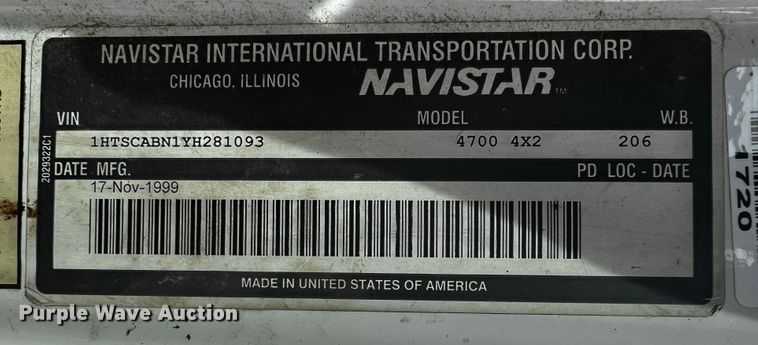 NAVISTAR INTERNATIONAL TRANSPORTATION CORP.
CHICAGO, ILLINOIS NAVISTAR TM
VIN MODEL W.B.
1HTSCABN1YH281093 4700 4X2 206
DATE MFG. PD LOC - DATE
17-Nov-1999
MADE IN UNITED STATES OF AMERICA
2029322C1
1720
Purple Wave Auction